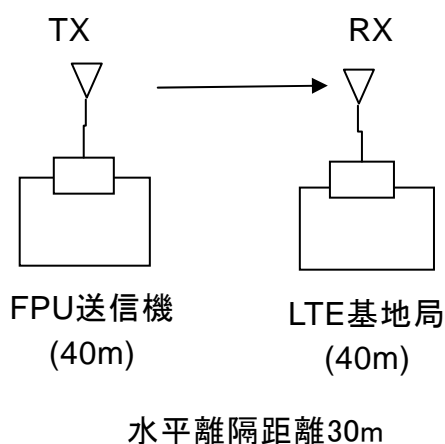 TX
RX
FPU送信機
(40m)
LTE基地局
(40m)
水平離隔距離30m